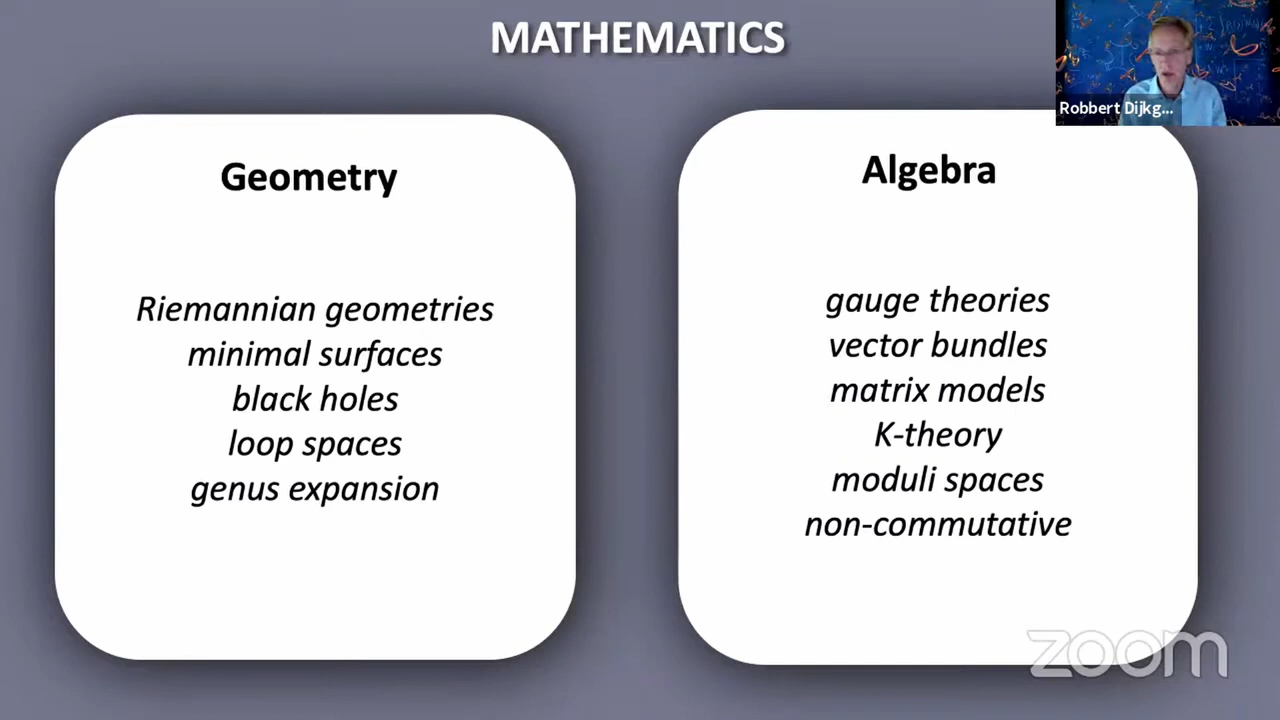 MATHEMATICS
Robbert Dijkg...
Geometry
Riemannian geometries
minimal surfaces
black holes
loop spaces
genus expansion
Algebra
gauge theories
vector bundles
matrix models
K-theory
moduli spaces
non-commutative
zoom